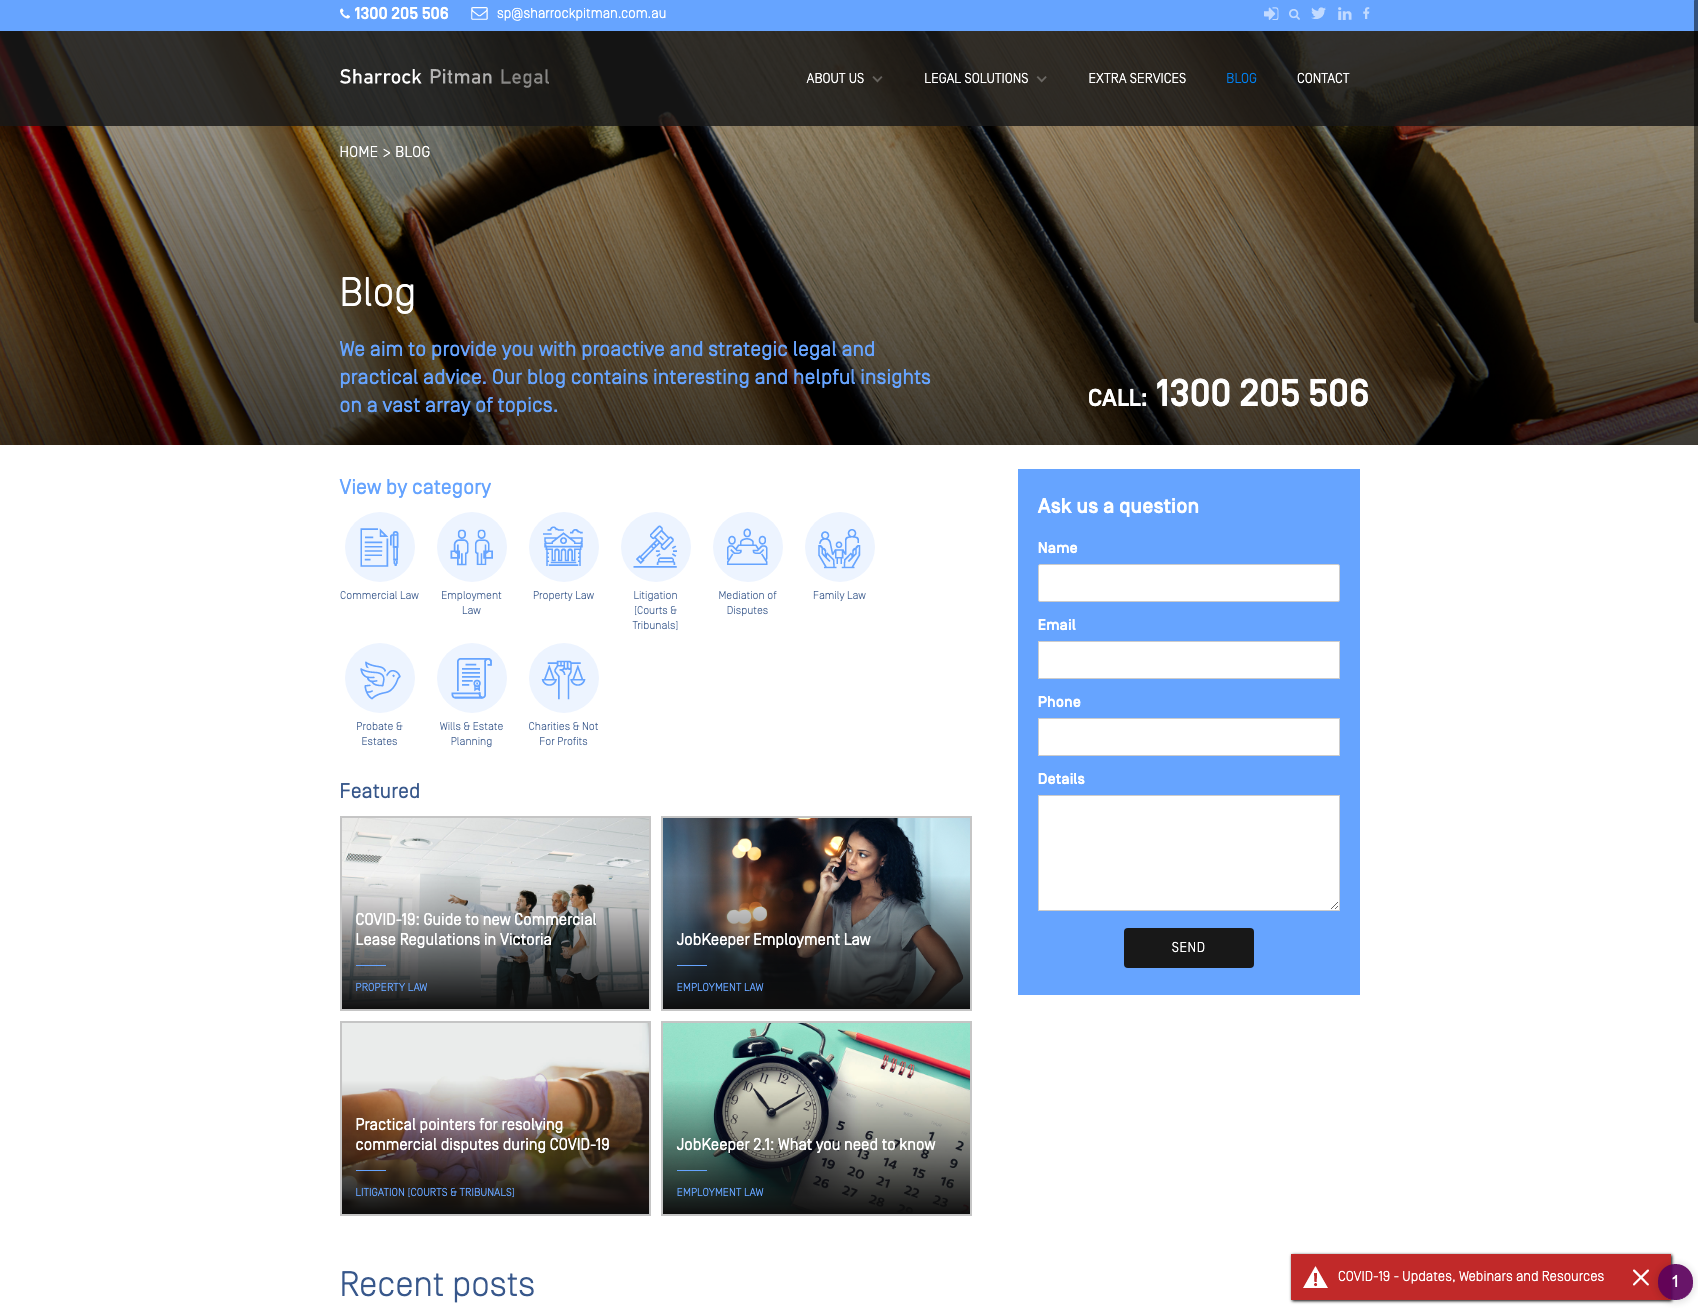 1300 205 506
sp@sharrockpitman.com.au
Sharrock Pitman Legal
ABOUT US
LEGAL SOLUTIONS
EXTRA SERVICES
BLOG
CONTACT
HOME > BLOG
Blog
We aim to provide you with proactive and strategic legal and
practical advice. Our blog contains interesting and helpful insights
on a vast array of topics.
CALL: 1300 205 506
View by category
Commercial Law
Employment
Law
Property Law
Litigation
(Courts &
Tribunals)
Mediation of
Disputes
Family Law
Probate &
Estates
Wills & Estate
Planning
Charities & Not
For Profits
Ask us a question
Name
Email
Phone
Details
SEND
Featured
COVID-19: Guide to new Commercial
Lease Regulations in Victoria
PROPERTY LAW
JobKeeper Employment Law
EMPLOYMENT LAW
Practical pointers for resolving
commercial disputes during COVID-19
LITIGATION (COURTS & TRIBUNALS)
JobKeeper 2.1: What you need to know
EMPLOYMENT LAW
Recent posts
COVID-19 - Updates, Webinars and Resources
1